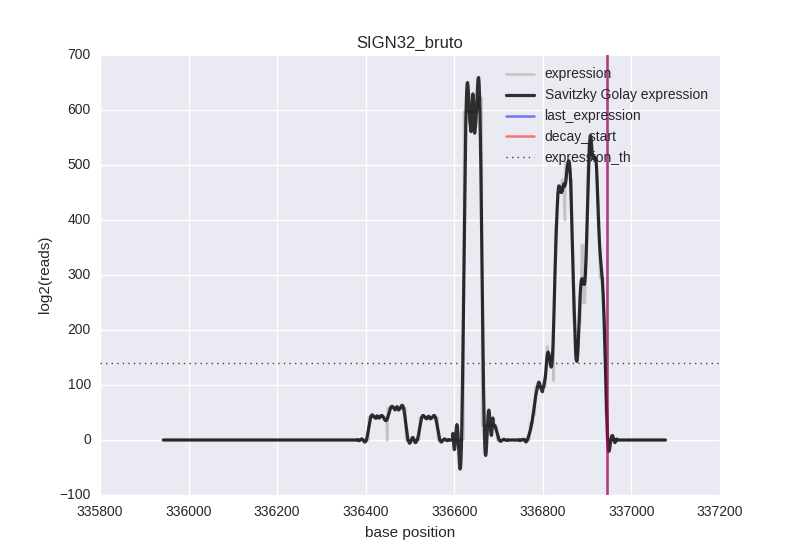 SIGN32_bruto
700
600
500
400
300
200
100
0
−100
log2(reads)
expression
Savitzky Golay expression
last_expression
decay_start
expression_th
335800 336000 336200 336400 336600 336800 337000 337200
base position